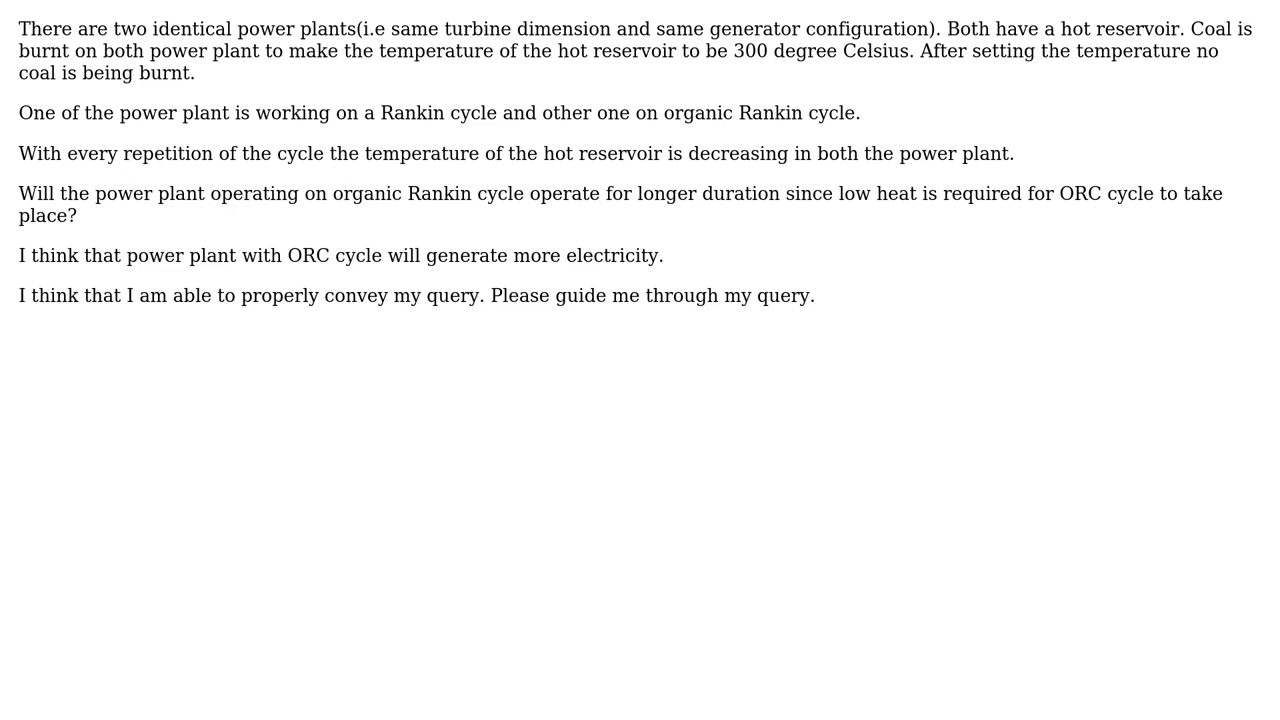 There are two identical power plants(i.e same turbine dimension and same generator configuration). Both have a hot reservoir. Coal is
burnt on both power plant to make the temperature of the hot reservoir to be 300 degree Celsius. After setting the temperature no
coal is being burnt.
One of the power plant is working on a Rankin cycle and other one on organic Rankin cycle.
With every repetition of the cycle the temperature of the hot reservoir is decreasing in both the power plant.
Will the power plant operating on organic Rankin cycle operate for longer duration since low heat is required for ORC cycle to take
place?
I think that power plant with ORC cycle will generate more electricity.
I think that I am able to properly convey my query. Please guide me through my query.